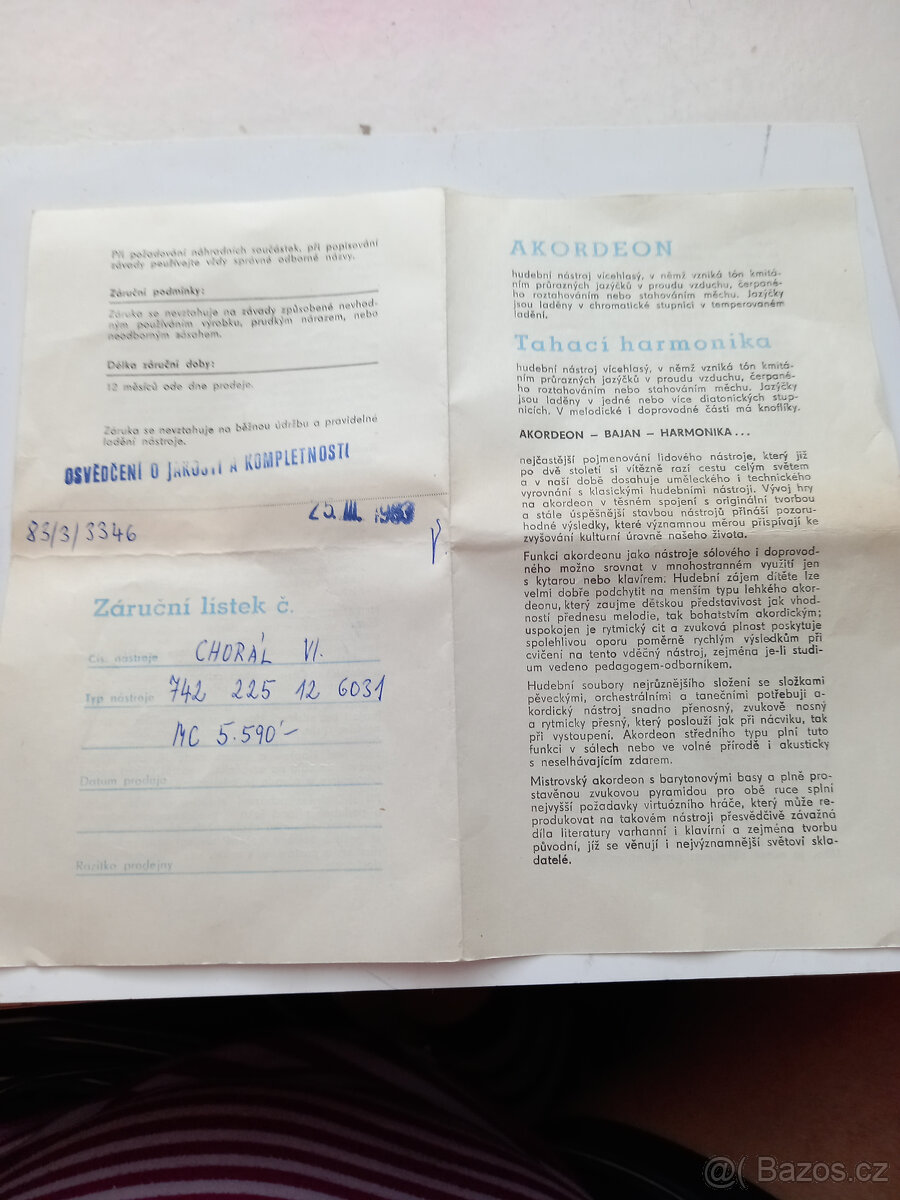 Při požadování náhradních součástek, při popisování
závady používejte vždy správné odborné názvy.
Záruční podmínky:
Záruka se nevztahuje na závady způsobené nevhod-
ným používáním výrobku, prudkým nárazem, nebo
neodborným zásahem.
Délka záruční doby:
12 měsíců ode dne prodeje.
Záruka se nevztahuje na běžnou údržbu a pravidelné
ladění nástroje.
OSVĚDČENÍ O JAKOSTI A KOMPLETNOSTI
25. III. 1983
83/3/3346
Záruční lístek č.
Čís. nástroje CHORÁL VI.
Typ nástroje 742 225 12 6031
MC 5.590'-
Datum prodeje
Razítko prodejny
AKORDEON
hudební nástroj vícehlasý, v němž vzniká tón kmitá-
ním průrazných jazýčků v proudu vzduchu, čerpané-
ho roztahováním nebo stahováním měchu. Jazýčky
jsou laděny v chromatické stupnici v temperovaném
ladění.
Tahací harmonika
hudební nástroj vícehlasý, v němž vzniká tón kmitá-
ním průrazných jazýčků v proudu vzduchu, čerpané-
ho roztahováním nebo stahováním měchu. Jazýčky
jsou laděny v jedné nebo více diatonických stup-
nicích. V melodické i doprovodné části má knoflíky.
AKORDEON – BAJAN – HARMONIKA...
nejčastější pojmenování lidového nástroje, který již
po dvě století si vítězně razí cestu celým světem
a v naší době dosahuje uměleckého i technického
vyrovnání s klasickými hudebními nástroji. Vývoj hry
na akordeon v těsném spojení s originální tvorbou
a stále úspěšnější stavbou nástrojů přináší pozoru-
hodné výsledky, které významnou měrou přispívají ke
zvyšování kulturní úrovně našeho života.
Funkci akordeonu jako nástroje sólového i doprovod-
ného možno srovnat v mnohostranném využití jen
s kytarou nebo klavírem. Hudební zájem dítěte lze
velmi dobře podchytit na menším typu lehkého akor-
deonu, který zaujme dětskou představivost jak vhod-
ností přednesu melodie, tak bohatstvím akordickým;
uspokojen je rytmický cit a zvuková plnost poskytuje
spolehlivou oporu poměrně rychlým výsledkům při
cvičení na tento vděčný nástroj, zejména je-li studi-
um vedeno pedagogem-odborníkem.
Hudební soubory nejrůznějšího složení se složkami
pěveckými, orchestrálními a tanečními potřebují a-
kordický nástroj snadno přenosný, zvukově nosný
a rytmicky přesný, který poslouží jak při nácviku, tak
při vystoupení. Akordeon středního typu plní tuto
funkci v sálech nebo ve volné přírodě i akusticky
s neselhávajícím zdarem.
Mistrovský akordeon s barytonovými basy a plně pro-
stavěnou zvukovou pyramidou pro obě ruce splní
nejvyšší požadavky virtuózního hráče, který může re-
produkovat na takovém nástroji přesvědčivě závažná
díla literatury varhanní i klavírní a zejména tvorbu
původní, jíž se věnují i nejvýznamnější světoví skla-
datelé.
@( Bazos.cz